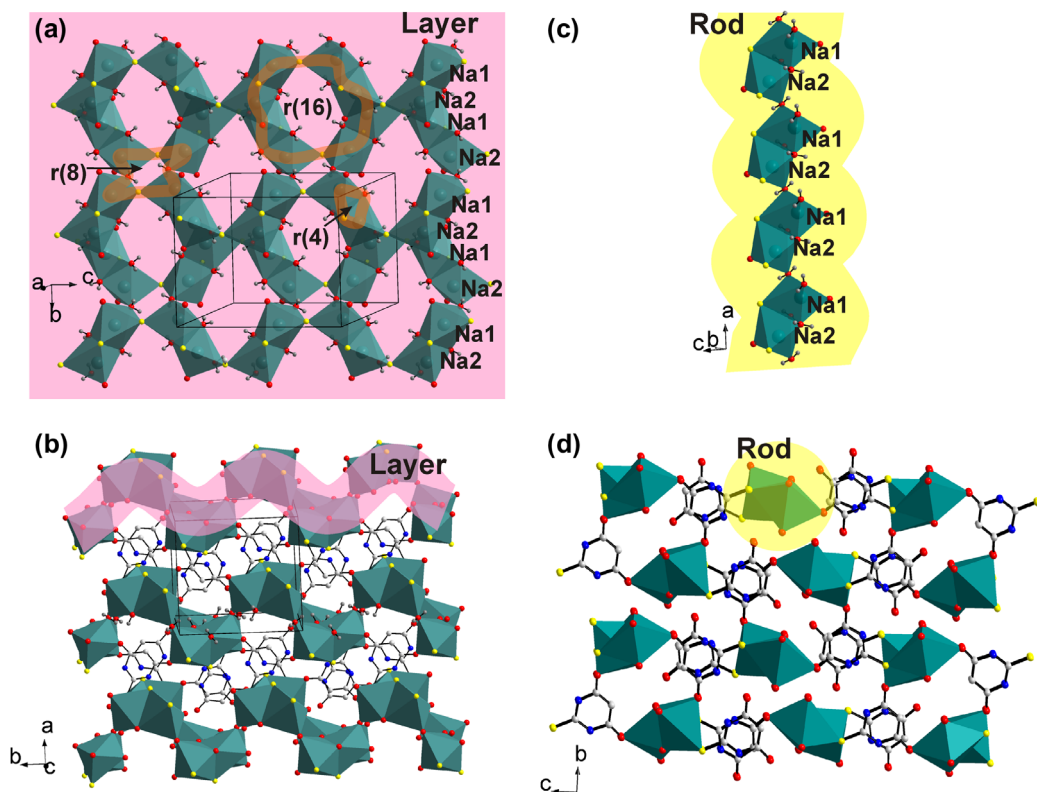 (a)
Layer
Na1
Na2
Na1
Na2
r(16)
r(8)
r(4)
Na1
Na2
Na1
Na2
Na1
Na2
a
c
b
(c)
Rod
Na1
Na2
Na1
Na2
Na1
Na2
Na1
Na2
a
c b
(b)
Layer
a
b
c
(d)
Rod
b
c